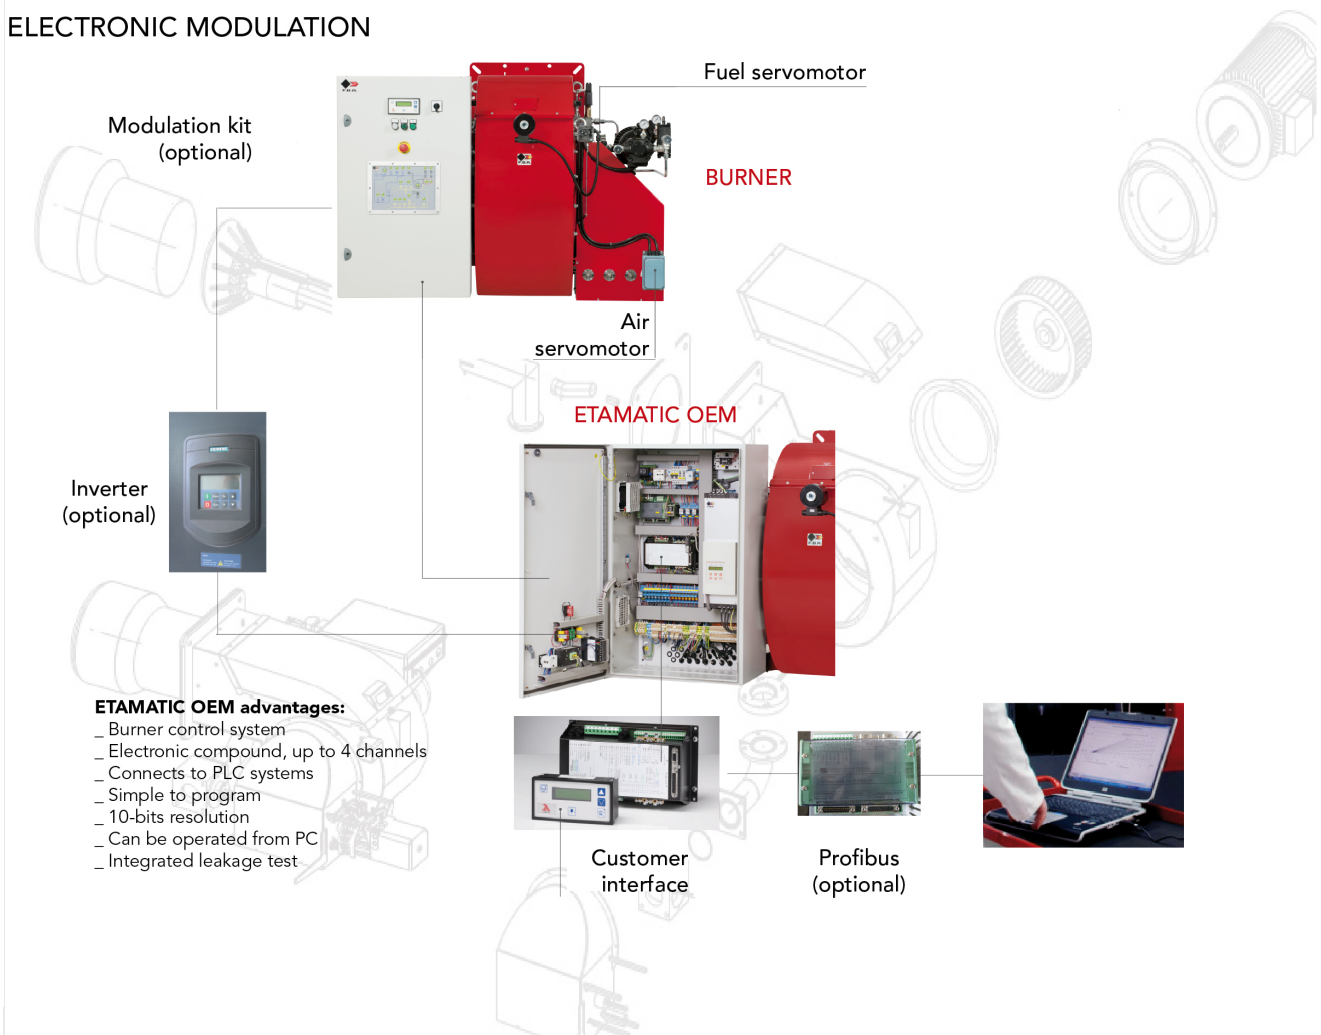 ELECTRONIC MODULATION
Fuel servomotor
Modulation kit
(optional)
BURNER
Air
servomotor
ETAMATIC OEM
Inverter
(optional)
ETAMATIC OEM advantages:
_ Burner control system
_ Electronic compound, up to 4 channels
_ Connects to PLC systems
_ Simple to program
_ 10-bits resolution
_ Can be operated from PC
_ Integrated leakage test
Customer
interface
Profibus
(optional)